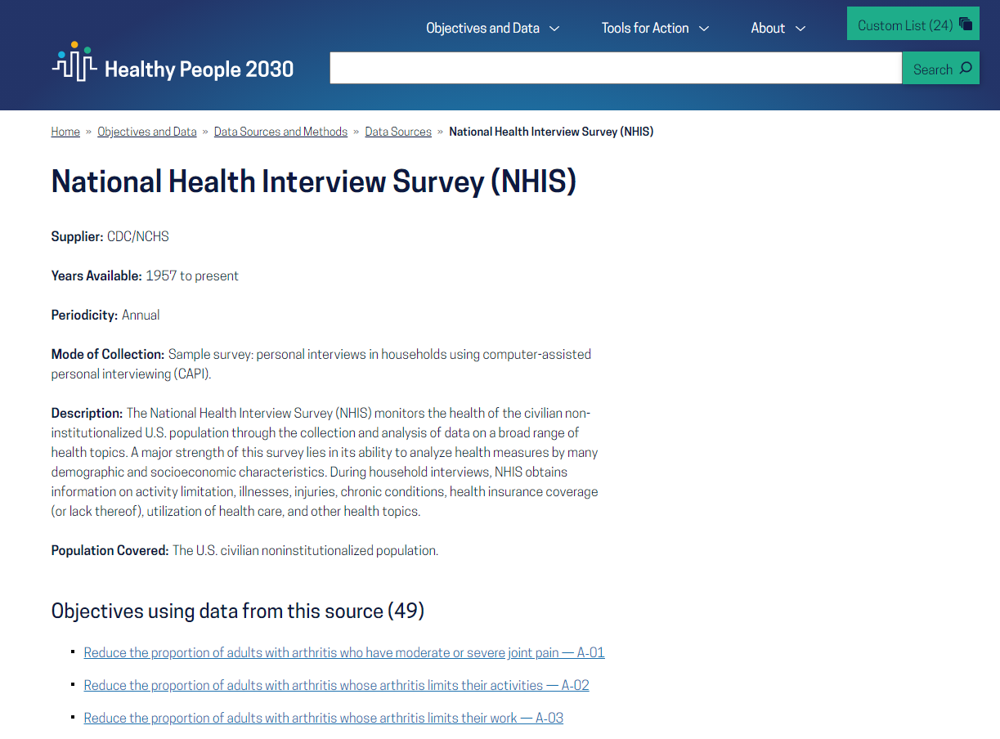 Objectives and Data
Tools for Action
About
Custom List (24)
Healthy People 2030
Search
Home » Objectives and Data » Data Sources and Methods » Data Sources » National Health Interview Survey (NHIS)
National Health Interview Survey (NHIS)
Supplier: CDC/NCHS
Years Available: 1957 to present
Periodicity: Annual
Mode of Collection: Sample survey: personal interviews in households using computer-assisted
personal interviewing (CAPI).
Description: The National Health Interview Survey (NHIS) monitors the health of the civilian non-
institutionalized U.S. population through the collection and analysis of data on a broad range of
health topics. A major strength of this survey lies in its ability to analyze health measures by many
demographic and socioeconomic characteristics. During household interviews, NHIS obtains
information on activity limitation, illnesses, injuries, chronic conditions, health insurance coverage
(or lack thereof), utilization of health care, and other health topics.
Population Covered: The U.S. civilian noninstitutionalized population.
Objectives using data from this source (49)
▪ Reduce the proportion of adults with arthritis who have moderate or severe joint pain — A‑01
▪ Reduce the proportion of adults with arthritis whose arthritis limits their activities — A‑02
▪ Reduce the proportion of adults with arthritis whose arthritis limits their work — A‑03